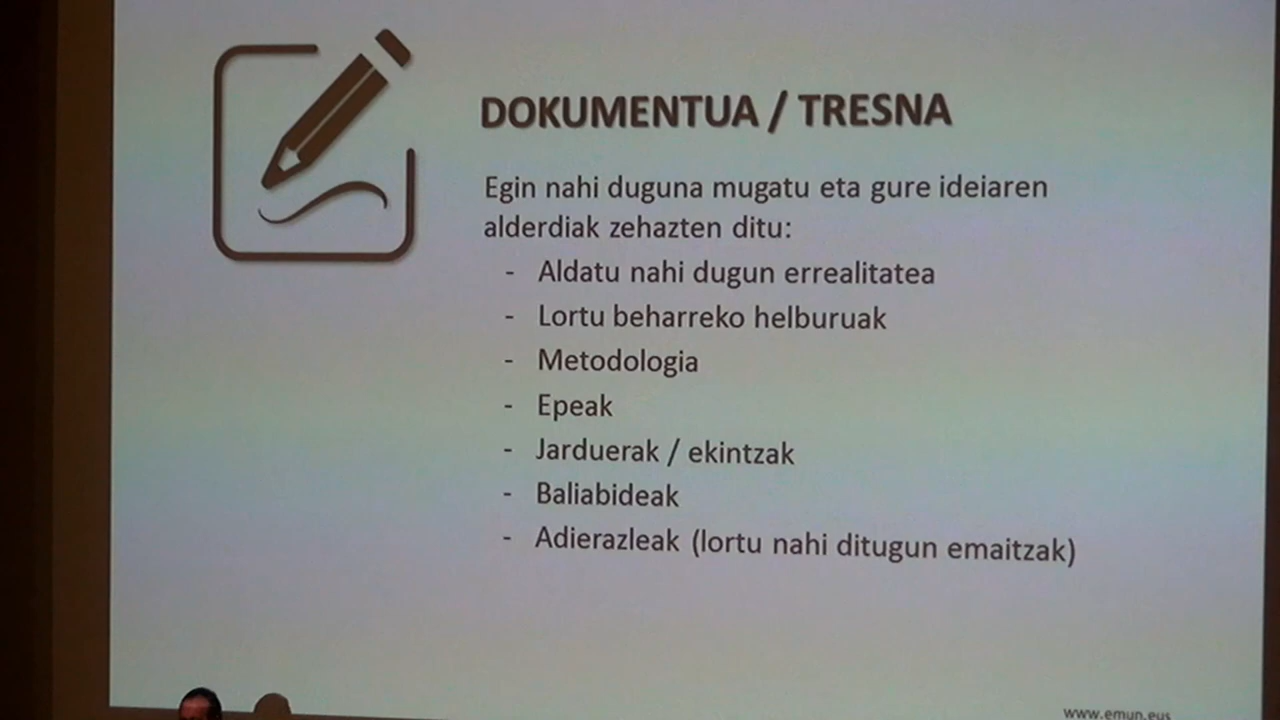 DOKUMENTUA / TRESNA
Egin nahi duguna mugatu eta gure ideiaren
alderdiak zehazten ditu:
- Aldatu nahi dugun errealitatea
- Lortu beharreko helburuak
- Metodologia
- Epeak
- Jarduerak / ekintzak
- Baliabideak
- Adierazleak (lortu nahi ditugun emaitzak)
www.emun.eus